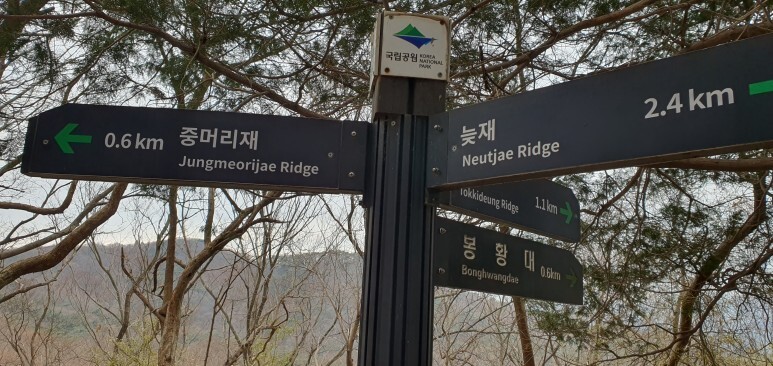 국립공원 KOREA
NATIONAL
PARK
0.6 km 중머리재
Jungmeorijae Ridge
늦재 2.4 km
Neutjae Ridge
Tokkideung Ridge 1.1 km
봉황대
Bonghwangdae 0.6km